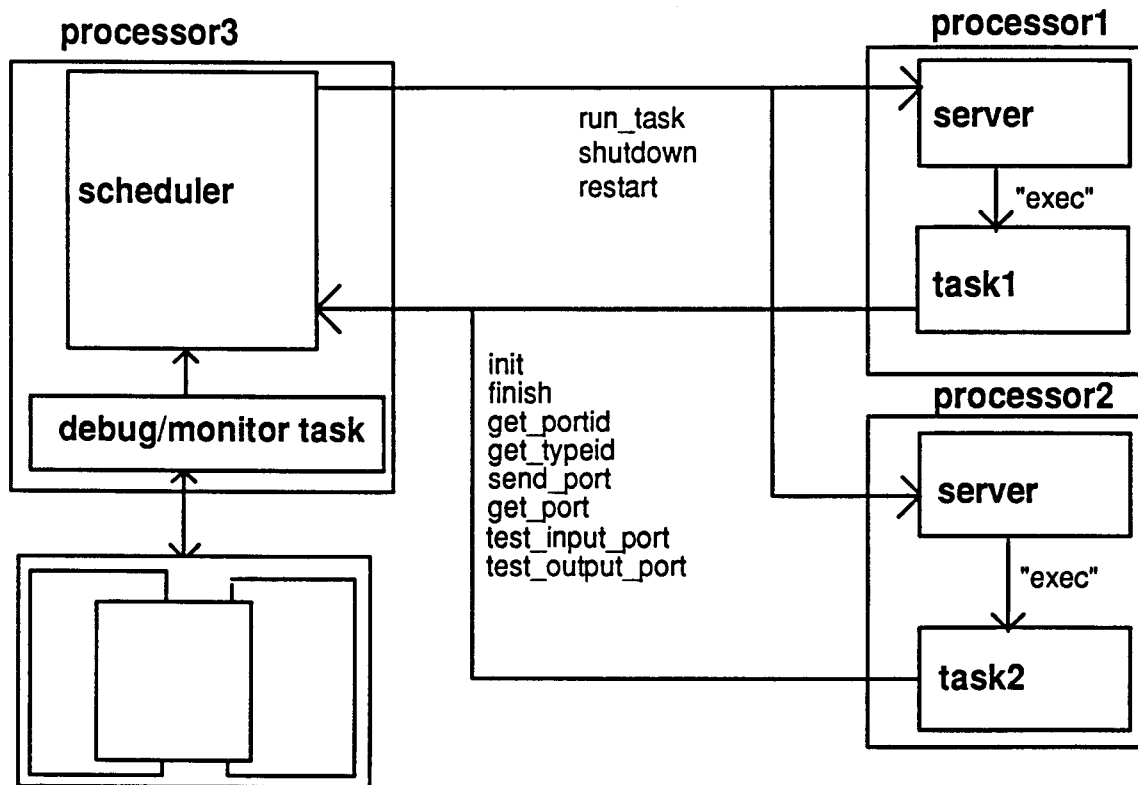 processor3
processor1
scheduler
run_task
shutdown
restart
server
"exec"
task1
init
finish
get_portid
get_typeid
send_port
get_port
test_input_port
test_output_port
debug/monitor task
processor2
server
"exec"
task2